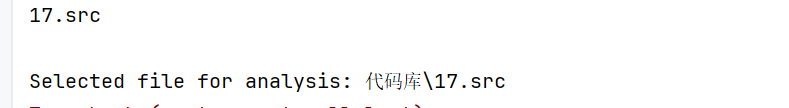 17.src
Selected file for analysis: 代码库\17.src